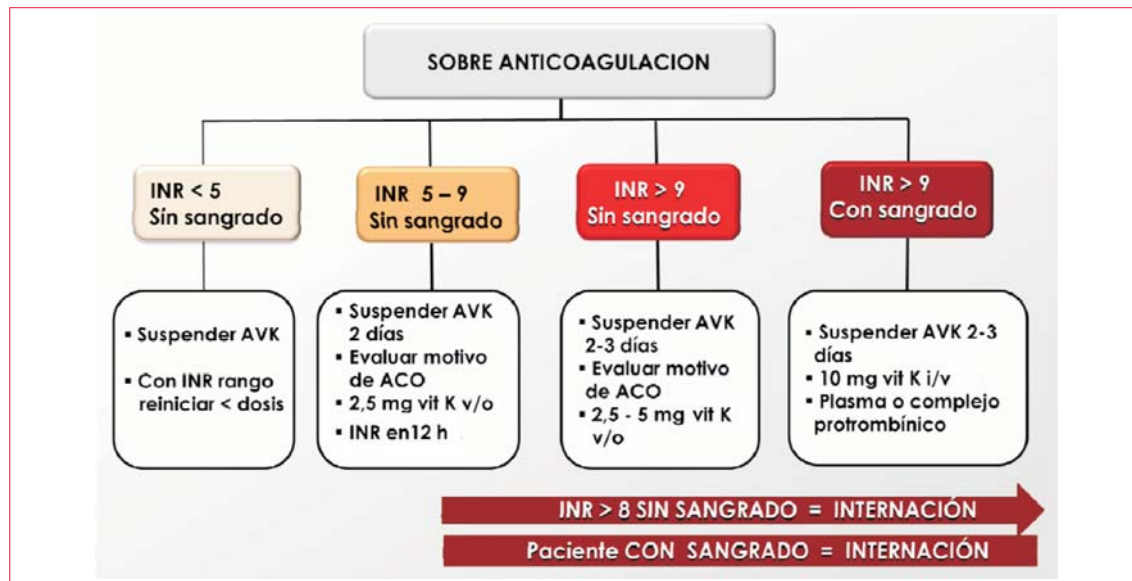 SOBRE ANTICOAGULACION
INR < 5
Sin sangrado
INR 5 – 9
Sin sangrado
INR > 9
Sin sangrado
INR > 9
Con sangrado
▪ Suspender AVK
▪ Con INR rango
reiniciar < dosis
▪ Suspender AVK
2 días
▪ Evaluar motivo
de ACO
▪ 2,5 mg vit K v/o
▪ INR en12 h
▪ Suspender AVK
2-3 días
▪ Evaluar motivo
de ACO
▪ 2,5 - 5 mg vit K
v/o
▪ Suspender AVK 2-3
días
▪ 10 mg vit K i/v
▪ Plasma o complejo
protrombínico
INR > 8 SIN SANGRADO = INTERNACIÓN
Paciente CON SANGRADO = INTERNACIÓN